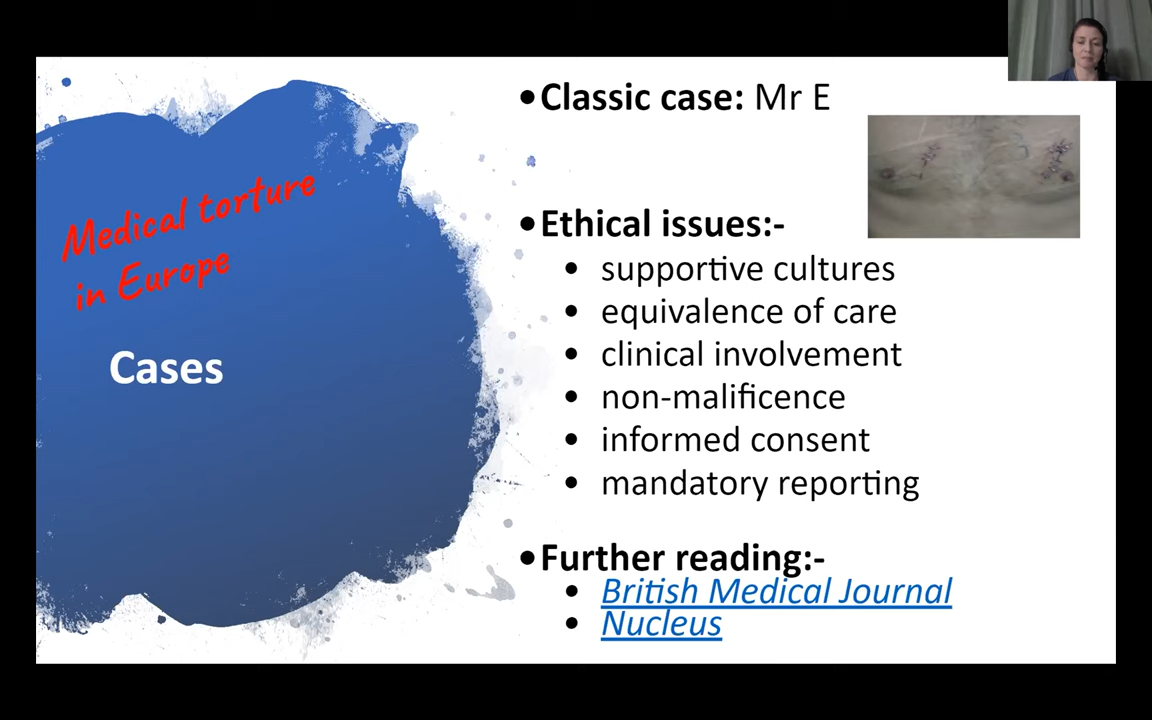 Medical torture
in Europe
Cases
•Classic case: Mr E
•Ethical issues:-
• supportive cultures
• equivalence of care
• clinical involvement
• non-malificence
• informed consent
• mandatory reporting
•Further reading:-
• British Medical Journal
• Nucleus